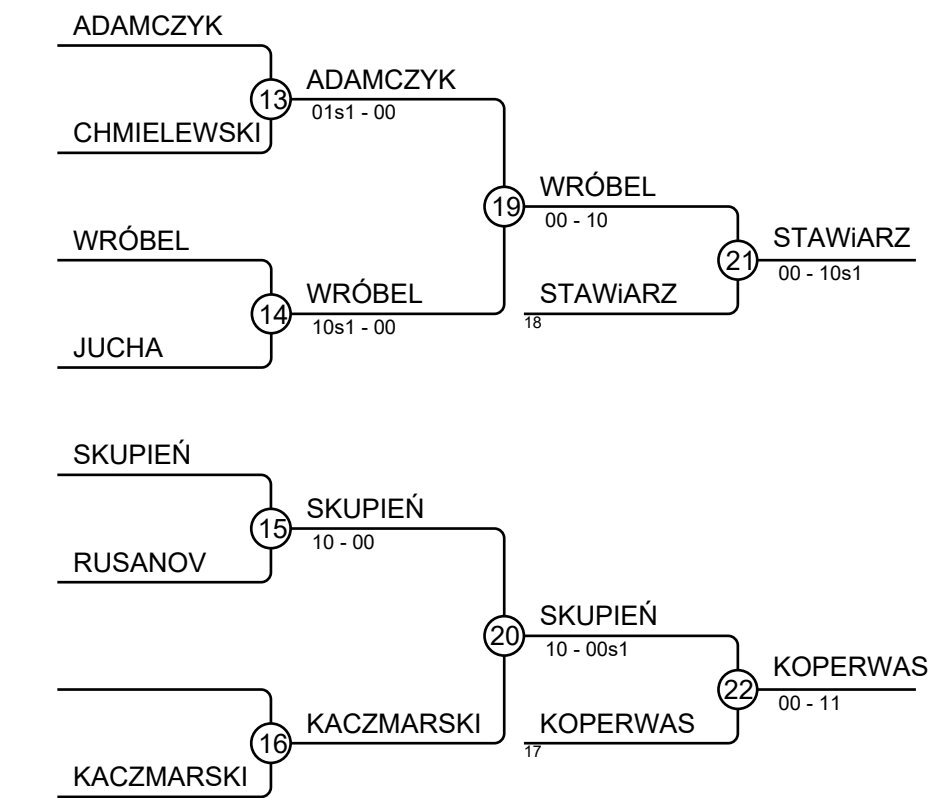 ADAMCZYK
13
ADAMCZYK
01s1 - 00
CHMIELEWSKI
19
WRÓBEL
00 - 10
WRÓBEL
14
WRÓBEL
10s1 - 00
JUCHA
STAWiARZ
18
21
STAWiARZ
00 - 10s1
SKUPIEŃ
15
SKUPIEŃ
10 - 00
RUSANOV
20
SKUPIEŃ
10 - 00s1
16
KACZMARSKI
KACZMARSKI
KOPERWAS
17
22
KOPERWAS
00 - 11